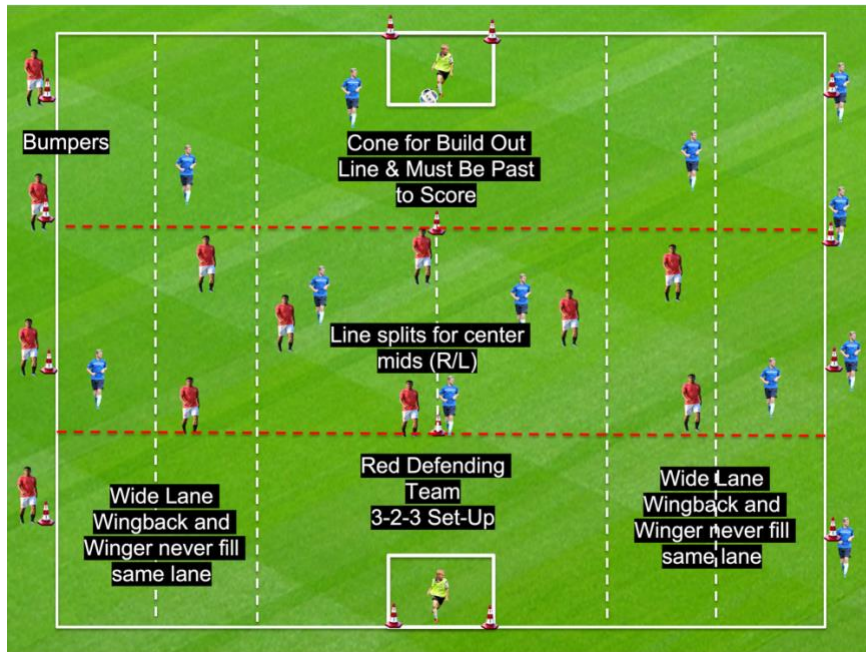 Bumpers
Cone for Build Out
Line & Must Be Past
to Score
Line splits for center
mids (R/L)
Red Defending
Team
3-2-3 Set-Up
Wide Lane
Wingback and
Winger never fill
same lane
Wide Lane
Wingback and
Winger never fill
same lane